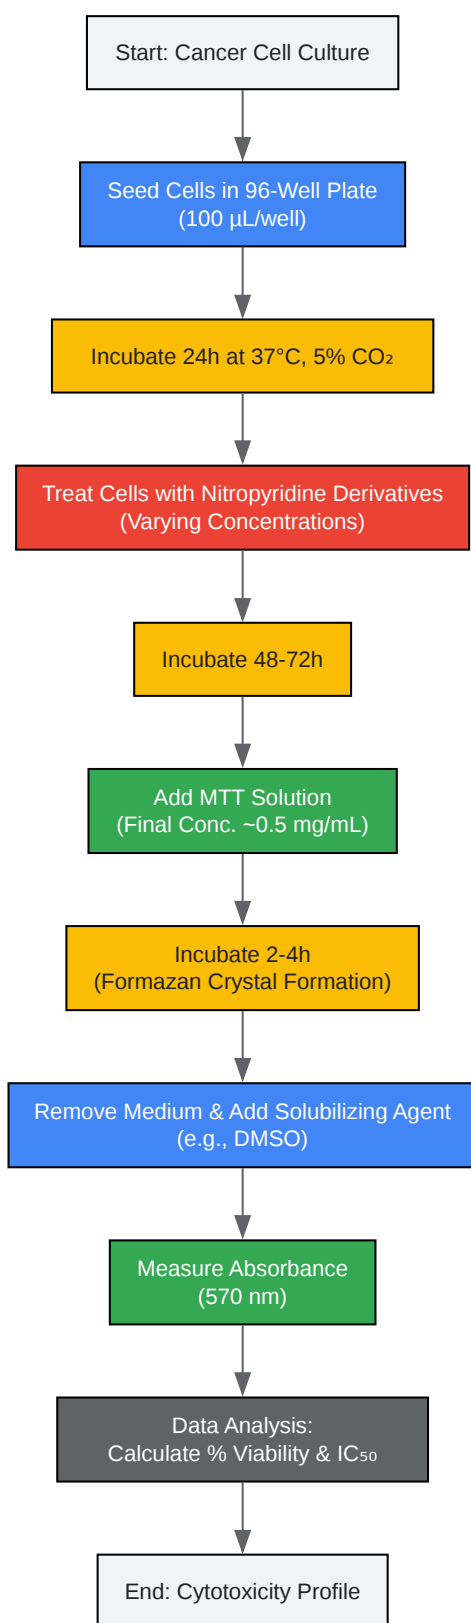 Start: Cancer Cell Culture
Seed Cells in 96-Well Plate
(100 µL/well)
Incubate 24h at 37°C, 5% CO₂
Treat Cells with Nitropyridine Derivatives
(Varying Concentrations)
Incubate 48-72h
Add MTT Solution
(Final Conc. ~0.5 mg/mL)
Incubate 2-4h
(Formazan Crystal Formation)
Remove Medium & Add Solubilizing Agent
(e.g., DMSO)
Measure Absorbance
(570 nm)
Data Analysis:
Calculate % Viability & IC₅₀
End: Cytotoxicity Profile